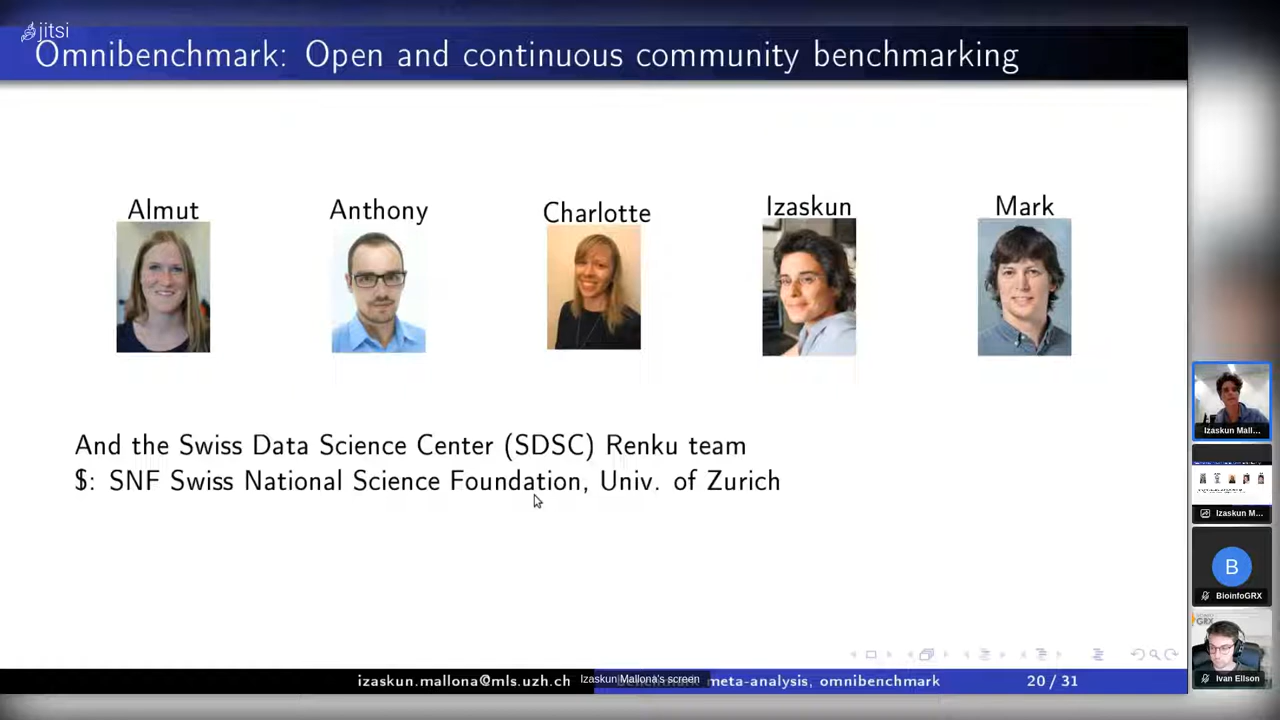 jitsi
Omnibenchmark: Open and continuous community benchmarking
Almut
Anthony
Charlotte
Izaskun
Mark
And the Swiss Data Science Center (SDSC) Renku team
$: SNF Swiss National Science Foundation, Univ. of Zurich
izaskun.mallona@mls.uzh.ch
Izaskun Mallona's screen
meta-analysis, omnibenchmark
20 / 31
Izaskun Mall...
Izaskun M...
B
BioinfoGRX
GRX
Ivan Ellson